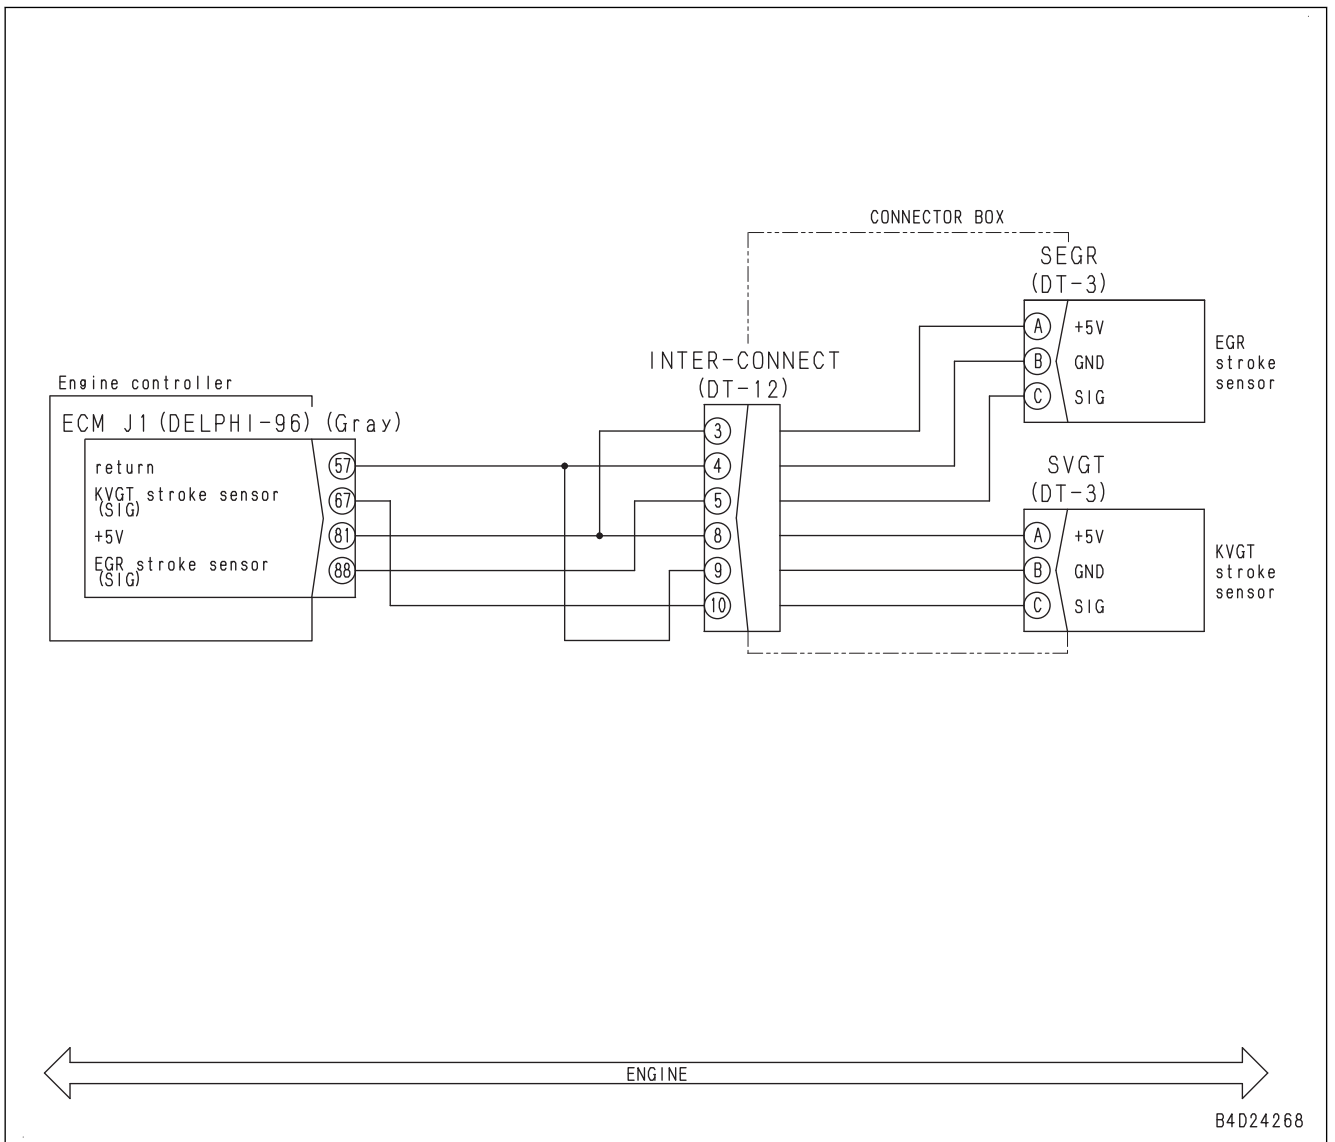 CONNECTOR BOX
SEGR
(DT-3)
A +5V
B GND
C SIG
EGR
stroke
sensor
INTER-CONNECT
(DT-12)
3
4
5
8
9
10
Engine controller
ECM J1(DELPHI-96)(Gray)
return 57
KVGT stroke sensor 67
(SIG)
+5V 81
EGR stroke sensor 88
(SIG)
SVGT
(DT-3)
A +5V
B GND
C SIG
KVGT
stroke
sensor
ENGINE
B4D24268